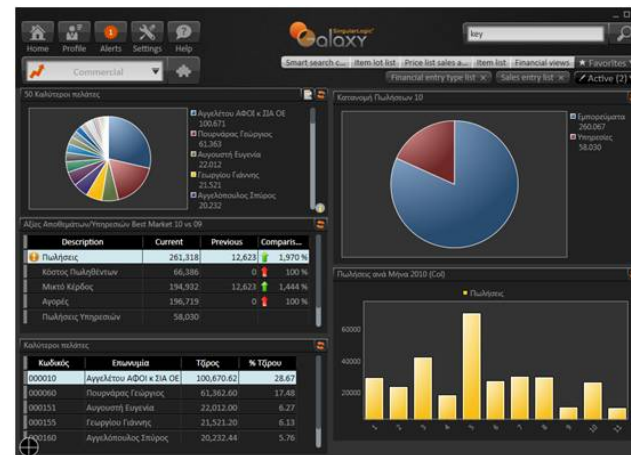 SingularLogic
Galaxy
key
Home Profile Alerts Settings Help
1
Commercial
Smart search c... Item lot list Price list sales a... Item list Financial views Favorites
Financial entry type list × Sales entry list × Active (2)
50 Καλύτεροι πελάτες
Αγγελέτου ΑΦΟΙ κ ΣΙΑ ΟΕ
100,671
Πουρνάρας Γεώργιος
61,363
Αυγουστή Ευγενία
22,012
Γεωργίου Γιάννης
21,521
Αγγελόπουλος Σπύρος
20,232
Κατανομή Πωλήσεων 10
Εμπορεύματα
260.067
Υπηρεσίες
58.030
Αξίες Αποθεμάτων/Υπηρεσιών Best Market 10 vs 09
Description Current Previous Comparis...
Πωλήσεις 261,318 12,623 1,970 %
Κόστος Πωληθέντων 66,386 0 100 %
Μικτό Κέρδος 194,932 12,623 1,444 %
Αγορές 196,719 0 100 %
Πωλήσεις Υπηρεσιών 58,030
Καλύτεροι πελάτες
Κωδικός Επωνυμία Τζίρος % Τζίρου
000010 Αγγελέτου ΑΦΟΙ κ ΣΙΑ ΟΕ 100,670.62 28.67
000060 Πουρνάρας Γεώργιος 61,362.60 17.48
000151 Αυγουστή Ευγενία 22,012.00 6.27
000155 Γεωργίου Γιάννης 21,521.20 6.13
000160 Αγγελόπουλος Σπύρος 20,232.44 5.76
Πωλήσεις ανά Μήνα 2010 (Col)
Πωλήσεις
60000
40000
20000
1 2 3 4 5 6 7 8 9 10 11